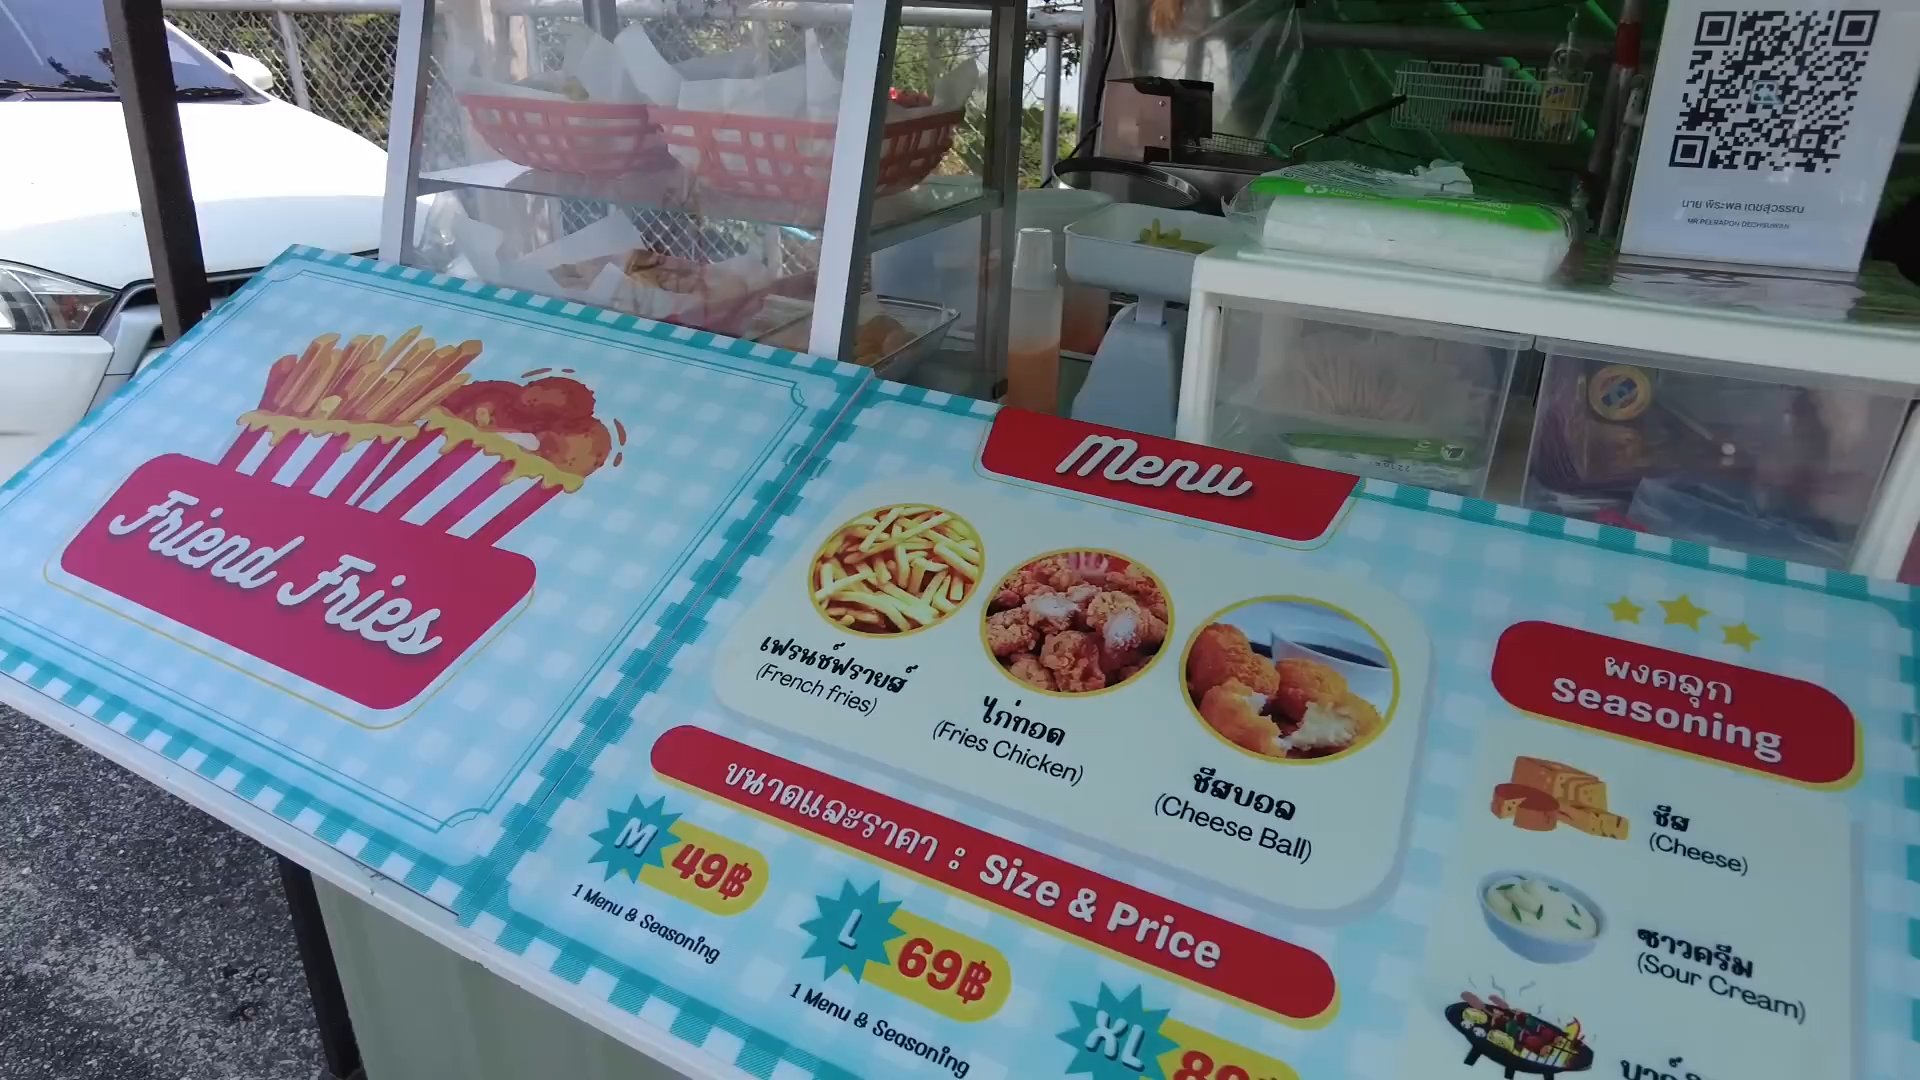 นาย พีระพล เดชสุวรรณ
MR PEERAPON DECHSUWAN
Friend Fries
Menu
เฟรนช์ฟรายส์
(French fries)
ไก่ทอด
(Fries Chicken)
ชีสบอล
(Cheese Ball)
ขนาดและราคา : Size & Price
M 49฿
1 Menu & Seasoning
L 69฿
1 Menu & Seasoning
XL
ผงคลุก
Seasoning
ชีส
(Cheese)
ซาวครีม
(Sour Cream)